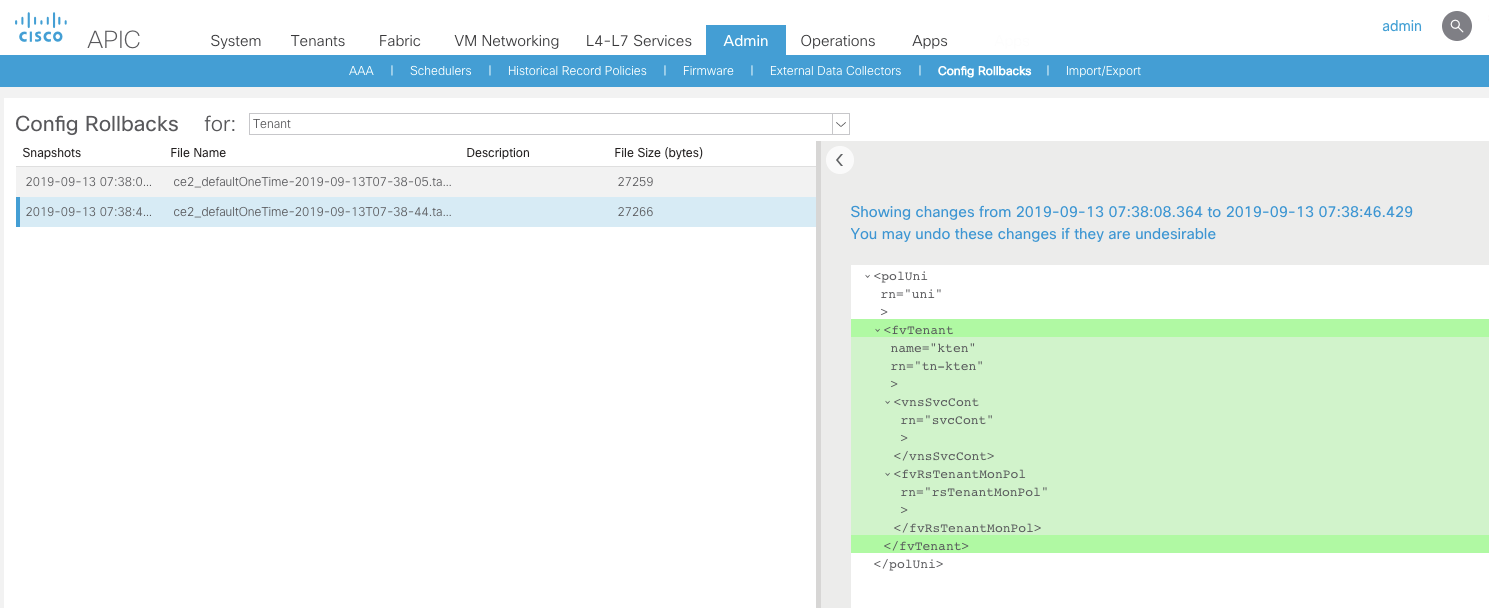 CISCO APIC
System Tenants Fabric VM Networking L4-L7 Services Admin Operations Apps admin
AAA | Schedulers | Historical Record Policies | Firmware | External Data Collectors | Config Rollbacks | Import/Export
Config Rollbacks for: Tenant
Snapshots File Name Description File Size (bytes)
2019-09-13 07:38:0... ce2_defaultOneTime-2019-09-13T07-38-05.ta... 27259
2019-09-13 07:38:4... ce2_defaultOneTime-2019-09-13T07-38-44.ta... 27266
Showing changes from 2019-09-13 07:38:08.364 to 2019-09-13 07:38:46.429
You may undo these changes if they are undesirable
<polUni
rn="uni"
>
<fvTenant
name="kten"
rn="tn-kten"
>
<vnsSvcCont
rn="svcCont"
>
</vnsSvcCont>
<fvRsTenantMonPol
rn="rsTenantMonPol"
>
</fvRsTenantMonPol>
</fvTenant>
</polUni>